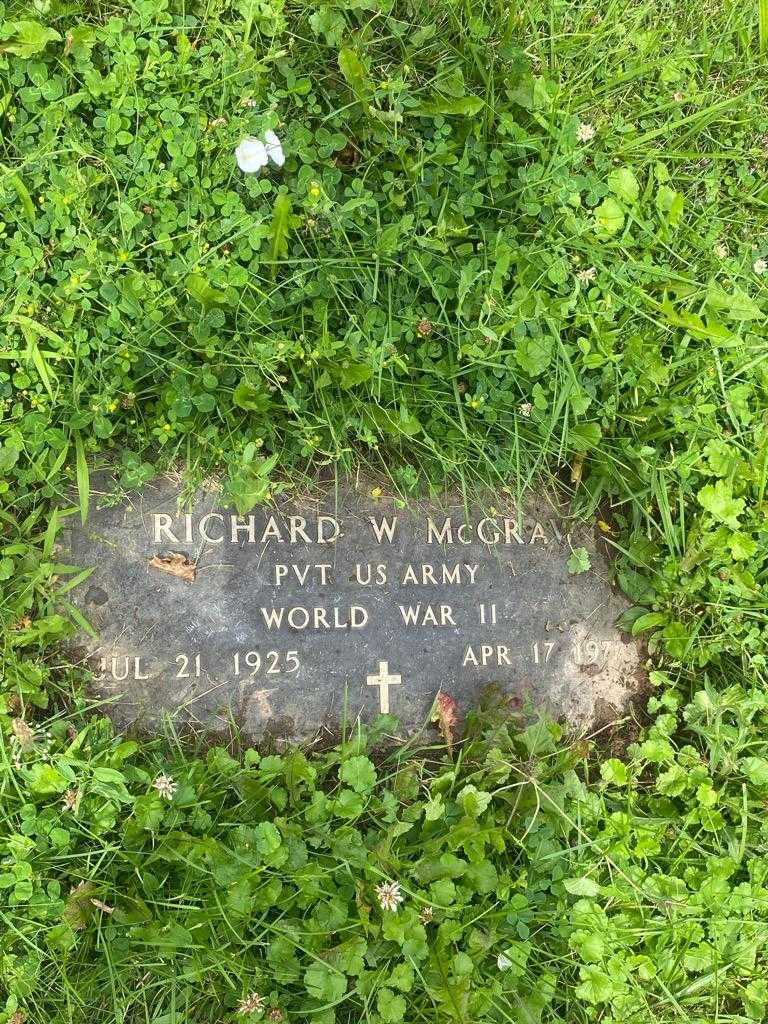 RICHARD W McGRAW
PVT US ARMY
WORLD WAR II
JUL 21 1925 APR 17